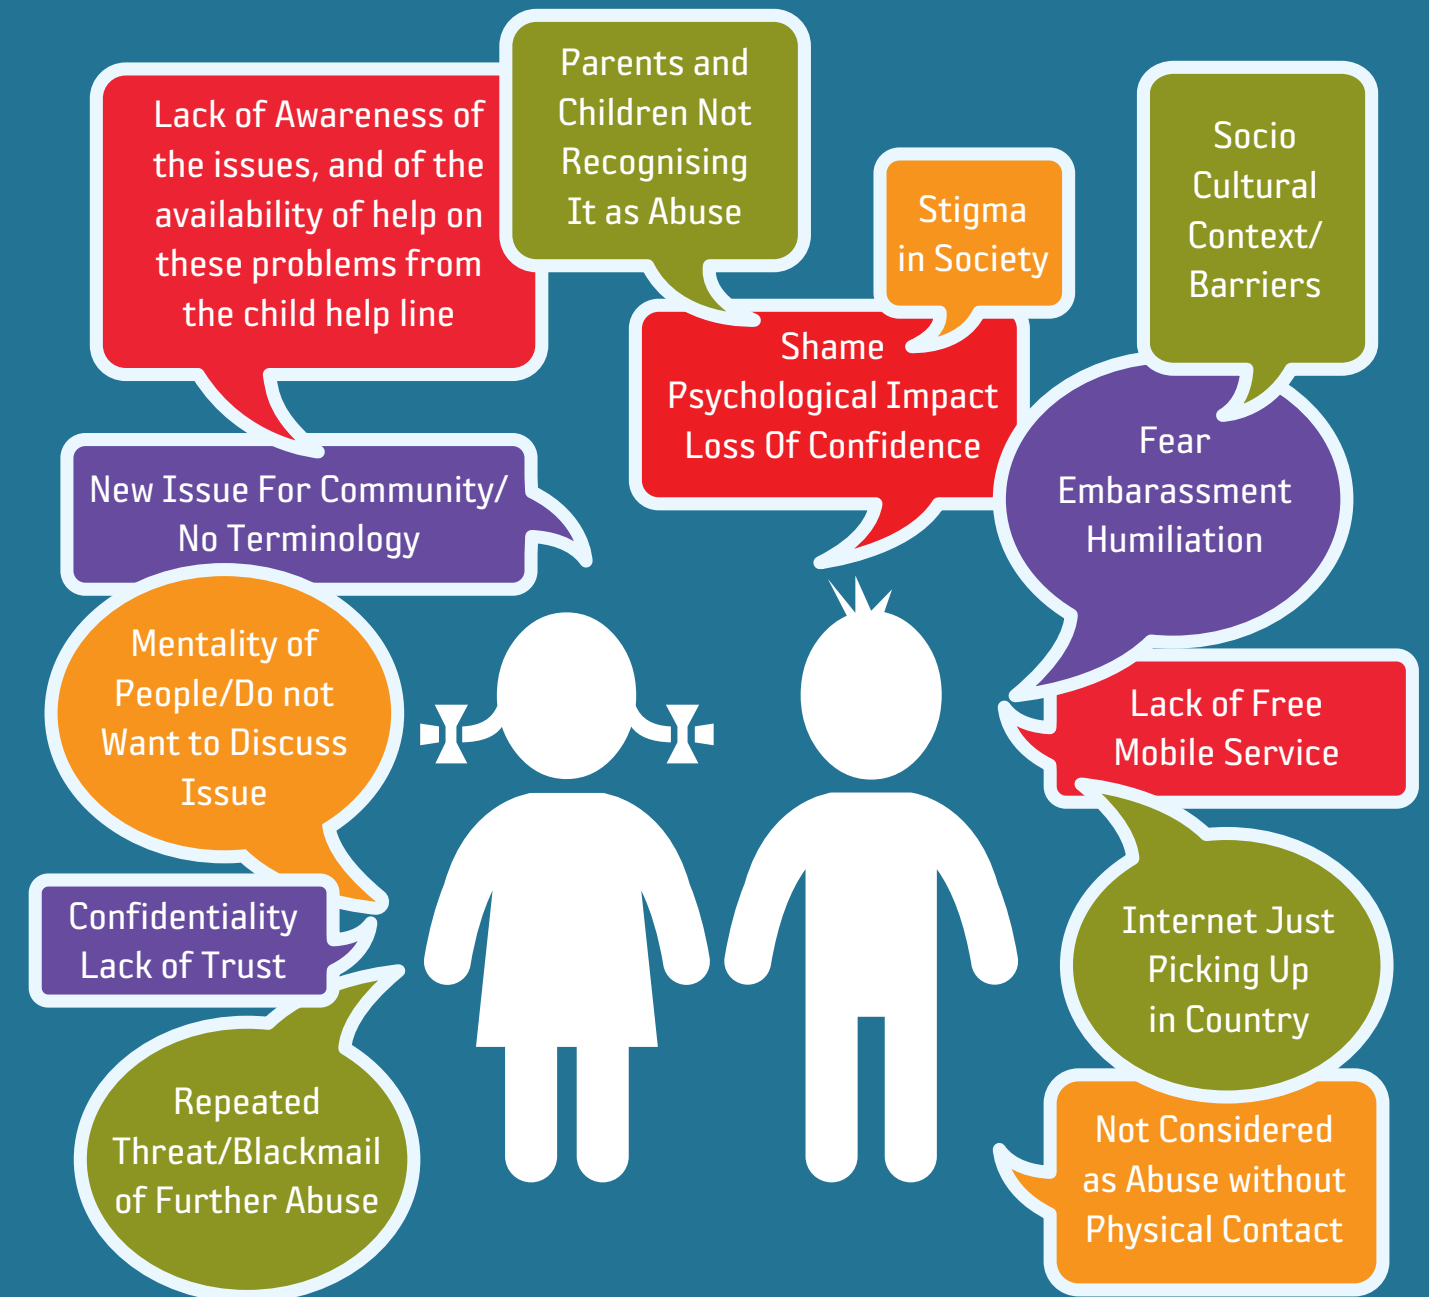 Lack of Awareness of
the issues, and of the
availability of help on
these problems from
the child help line
Parents and
Children Not
Recognising
It as Abuse
Stigma
in Society
Socio
Cultural
Context/
Barriers
Shame
Psychological Impact
Loss Of Confidence
Fear
Embarassment
Humiliation
New Issue For Community/
No Terminology
Mentality of
People/Do not
Want to Discuss
Issue
Lack of Free
Mobile Service
Confidentiality
Lack of Trust
Internet Just
Picking Up
in Country
Repeated
Threat/Blackmail
of Further Abuse
Not Considered
as Abuse without
Physical Contact